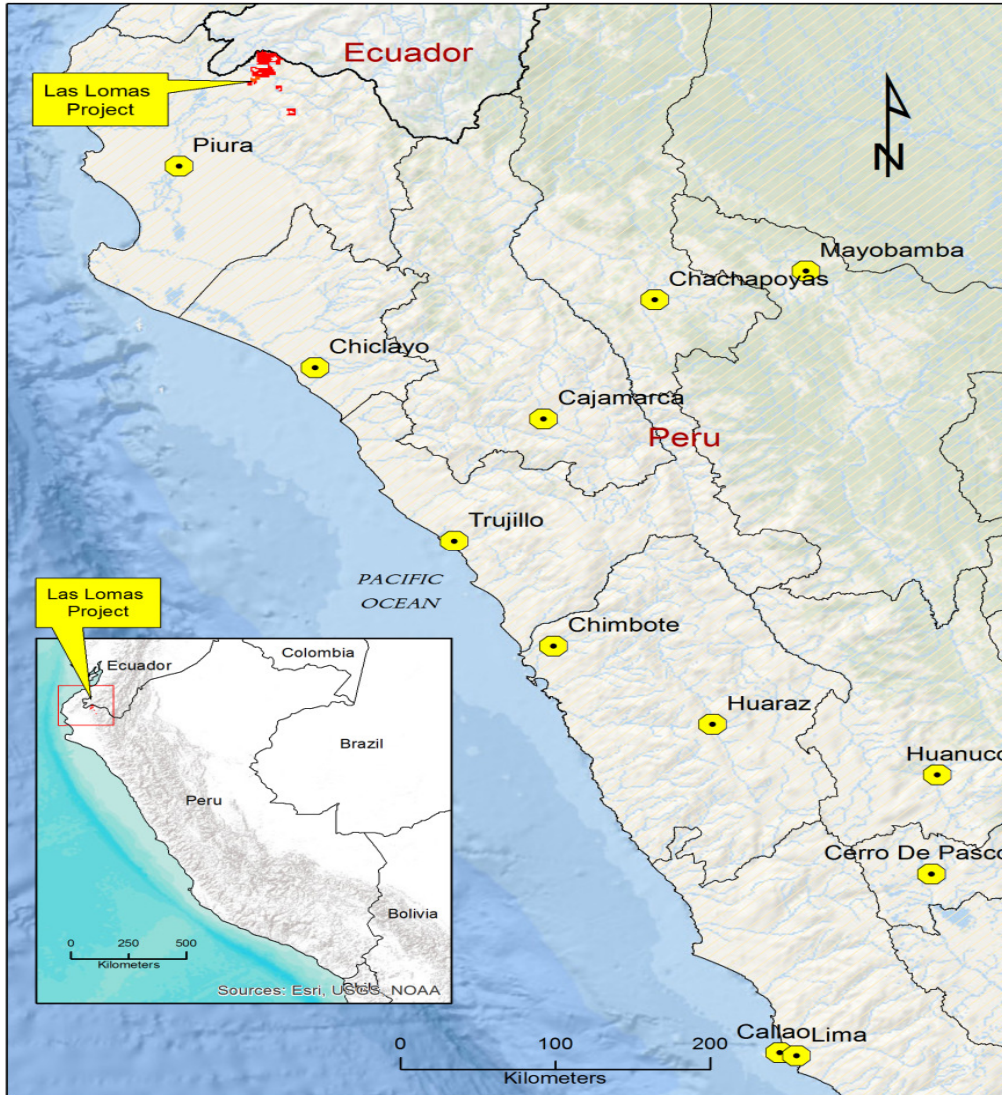 Ecuador
Las Lomas
Project
N
Piura
Mayobamba
Chachapoyas
Chiclayo
Cajamarca
Peru
Trujillo
PACIFIC
OCEAN
Chimbote
Huaraz
Huanuco
Cerro De Pasco
Callao
Lima
0 100 200
Kilometers
Las Lomas
Project
Ecuador
Colombia
Brazil
Peru
Bolivia
Chile
0 250 500
Kilometers
Sources: Esri, USGS, NOAA